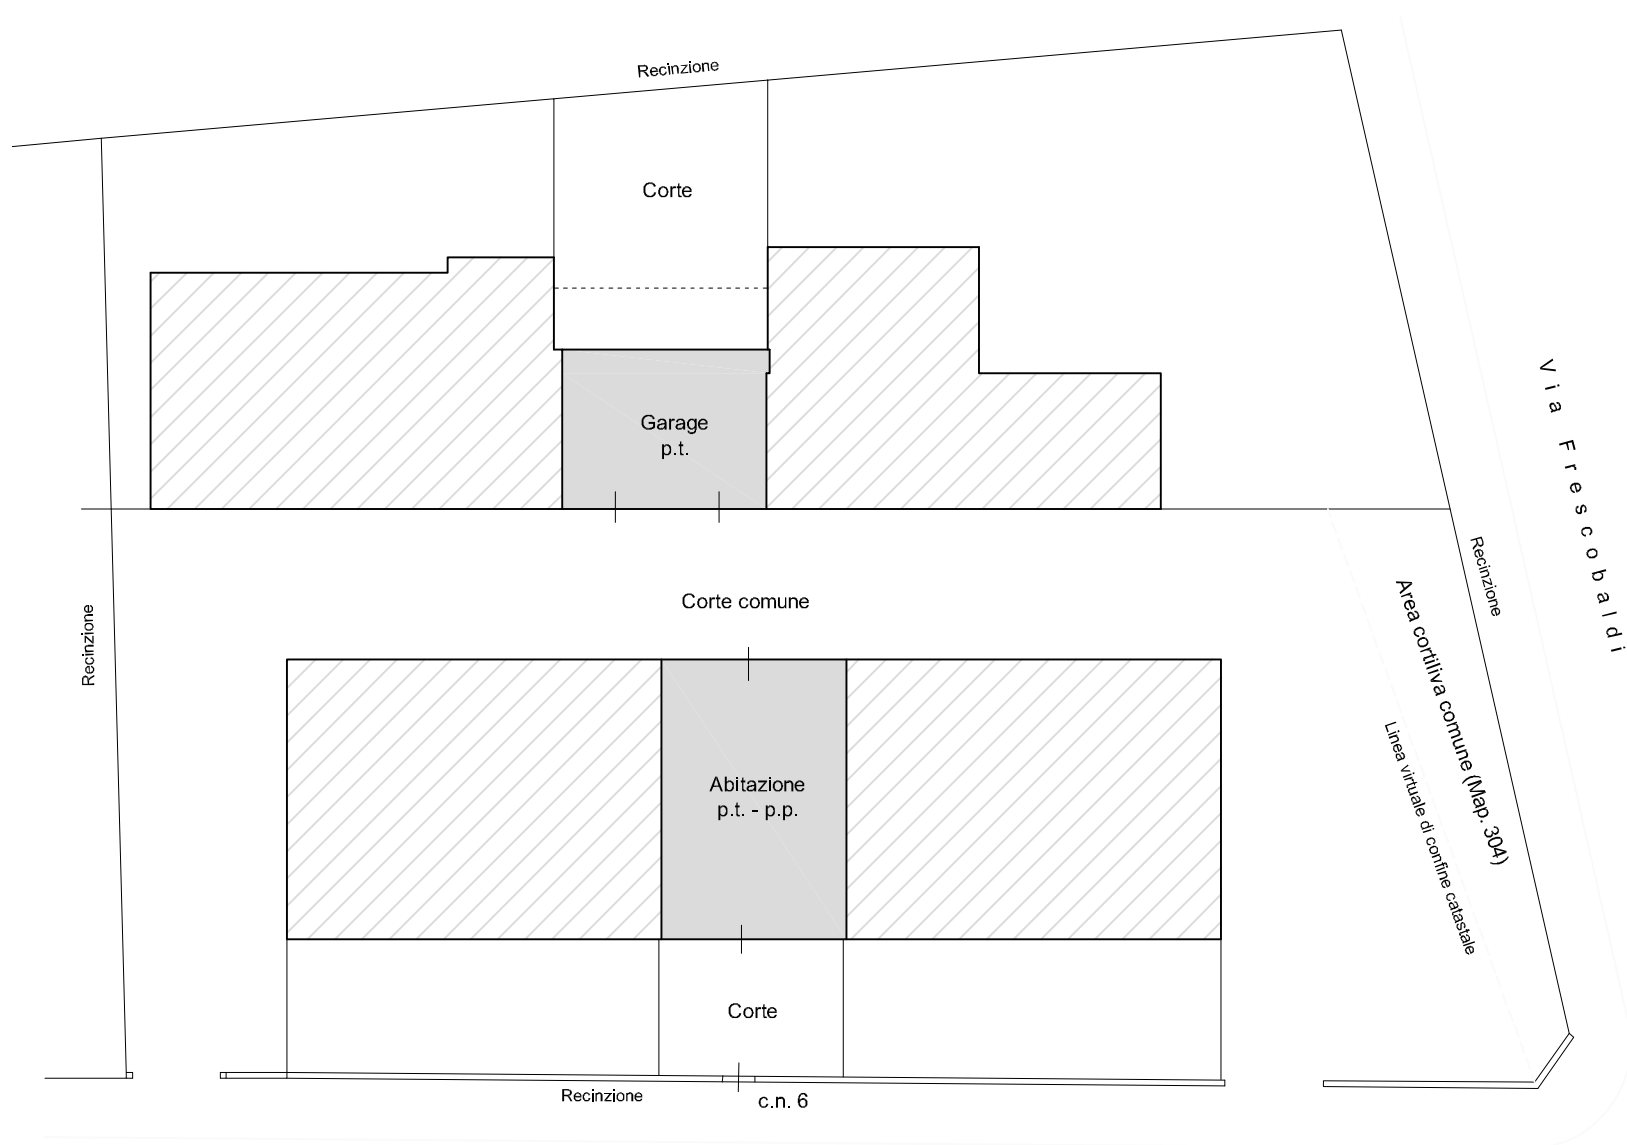 Recinzione
Corte
Garage
p.t.
Via Frescobaldi
Recinzione
Area cortiliva comune (Map. 304)
Corte comune
Recinzione
Linea virtuale di confine catastale
Abitazione
p.t. - p.p.
Corte
Recinzione
c.n. 6